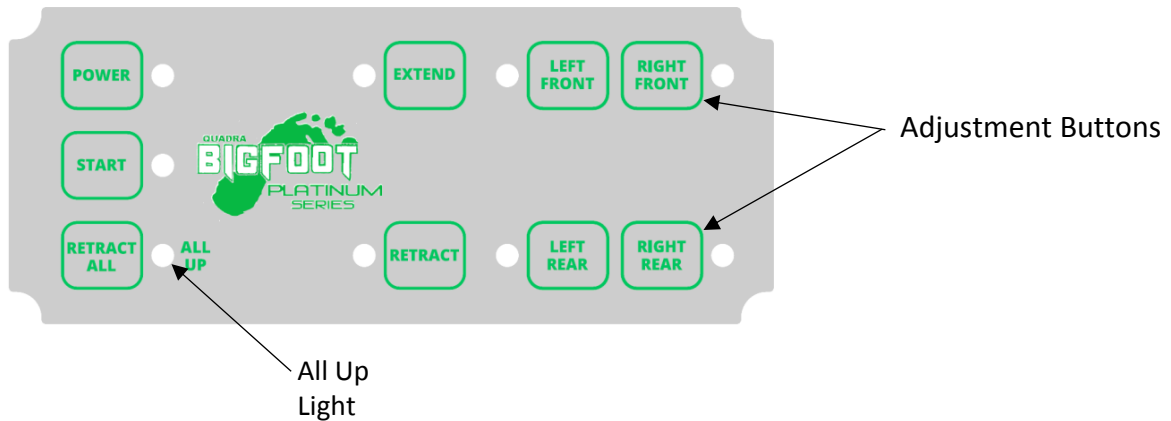 POWER
EXTEND
LEFT
FRONT
RIGHT
FRONT
Adjustment Buttons
START
QUADRA
BIGFOOT
PLATINUM
SERIES
RETRACT
ALL
ALL
UP
RETRACT
LEFT
REAR
RIGHT
REAR
All Up
Light